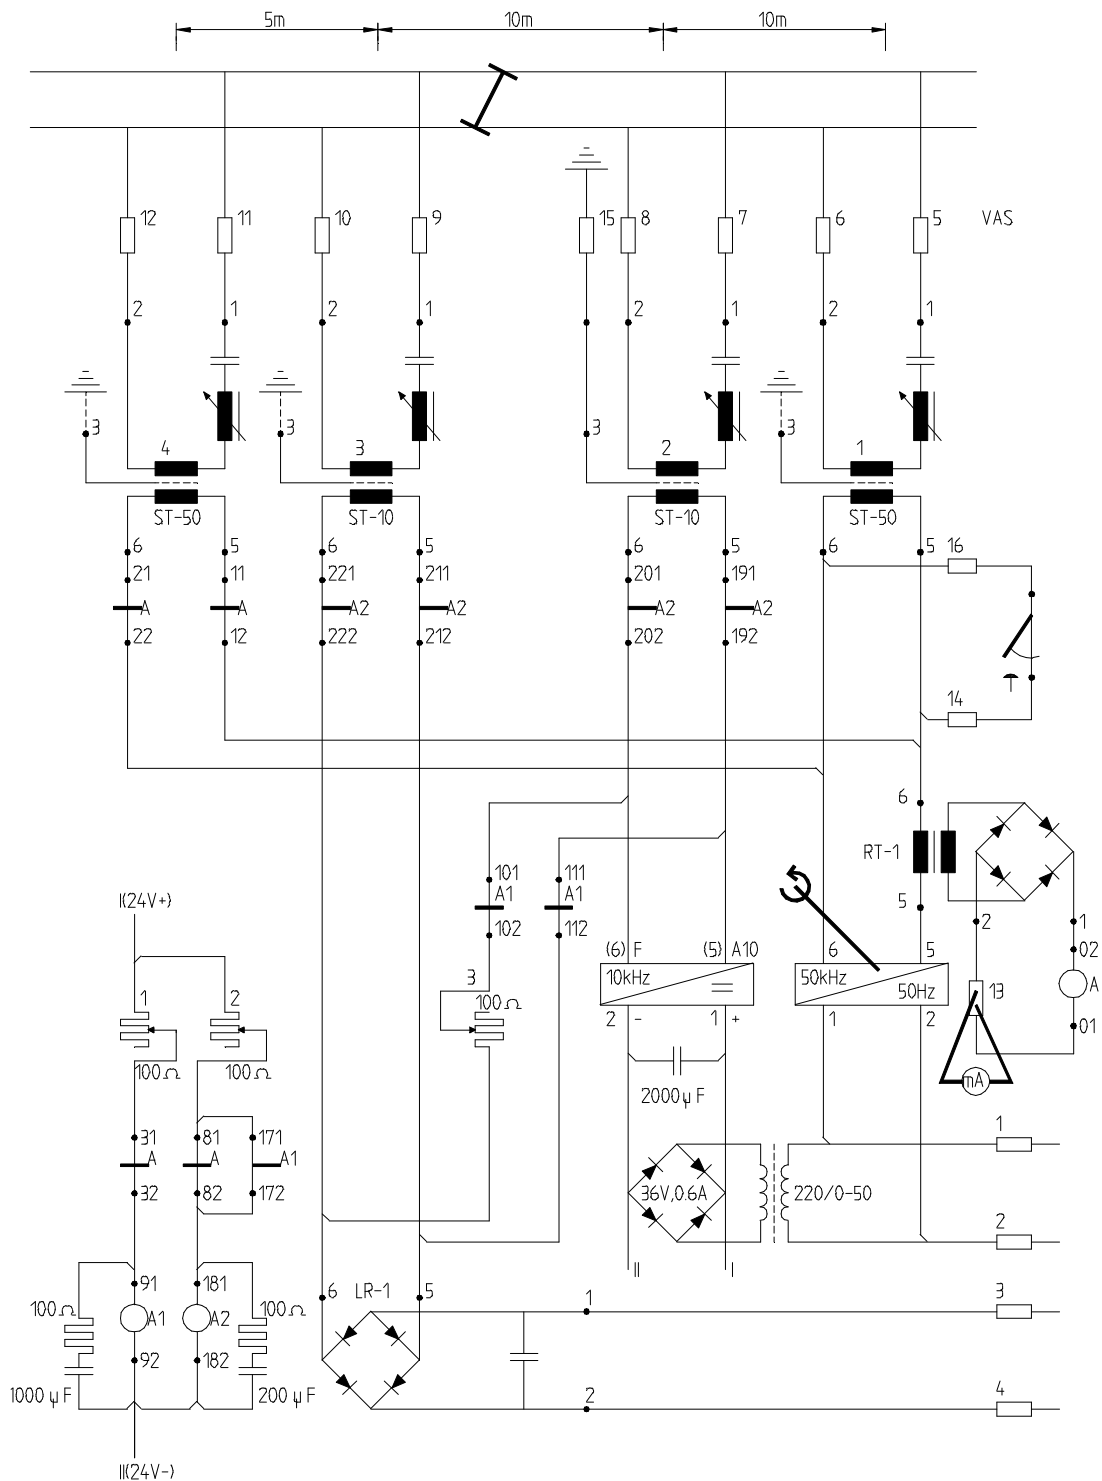 5m 10m 10m
12 11 10 9 15 8 7 6 5 VAS
2 1 2 1 2 1 2 1
3 3 3 3
4 3 2 1
ST-50 ST-10 ST-10 ST-50
6 5 6 5 6 5 6 5 16
21 11 221 211 201 191
A A A2 A2 A2 A2
22 12 222 212 202 192
14
6
RT-1
101 111
I(24V+) A1 A1 5 2 1
102 112 02
(6) F (5) A10 6 5
3 10kHz 50kHz 13 A
1 2 100Ω 50Hz
2 - 1 + 1 2 01
100Ω 100Ω mA
2000μF
1
31 81 171
A A A1
32 82 172 36V,0.6A 220/0-50
2
II I
91 181 6 LR-1 5 1 3
100Ω 100Ω
A1 A2
92 182
1000μF 200μF 2 4
II(24V-)